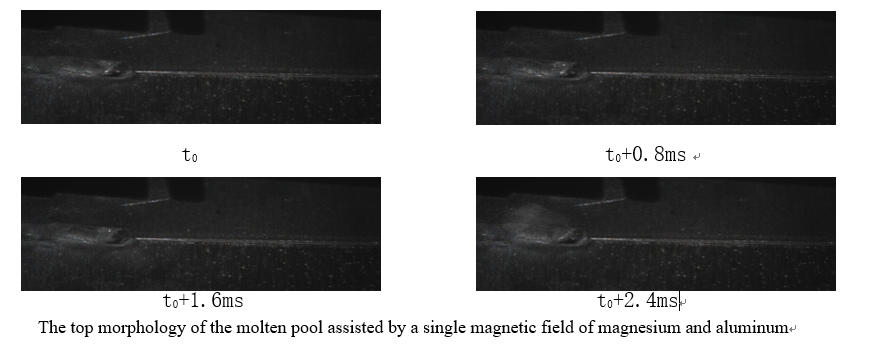 t₀
t₀+0.8ms
t₀+1.6ms
t₀+2.4ms
The top morphology of the molten pool assisted by a single magnetic field of magnesium and aluminum